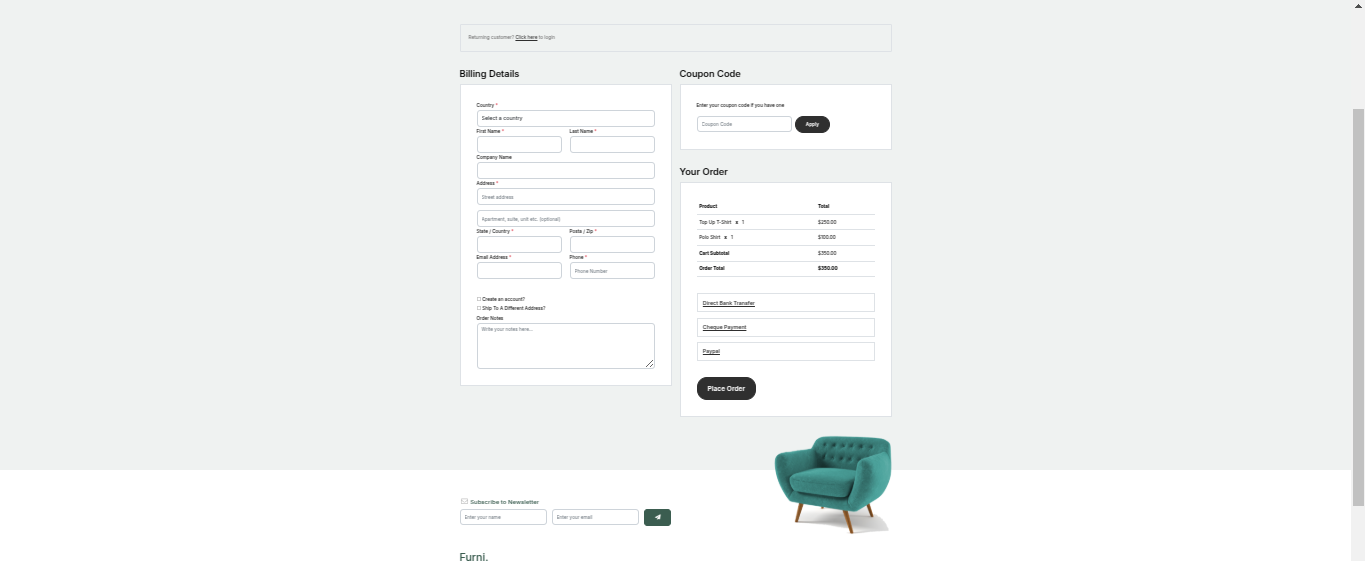 Returning customer? Click here to login
Billing Details
Country *
Select a country
First Name * Last Name *
Company Name
Address *
Street address
Apartment, suite, unit etc. (optional)
State / Country * Posta / Zip *
Email Address * Phone *
Phone Number
Create an account?
Ship To A Different Address?
Order Notes
Write your notes here...
Coupon Code
Enter your coupon code if you have one
Coupon Code Apply
Your Order
Product Total
Top Up T-Shirt x 1 $250.00
Polo Shirt x 1 $100.00
Cart Subtotal $350.00
Order Total $350.00
Direct Bank Transfer
Cheque Payment
Paypal
Place Order
Subscribe to Newsletter
Enter your name Enter your email
Furni.